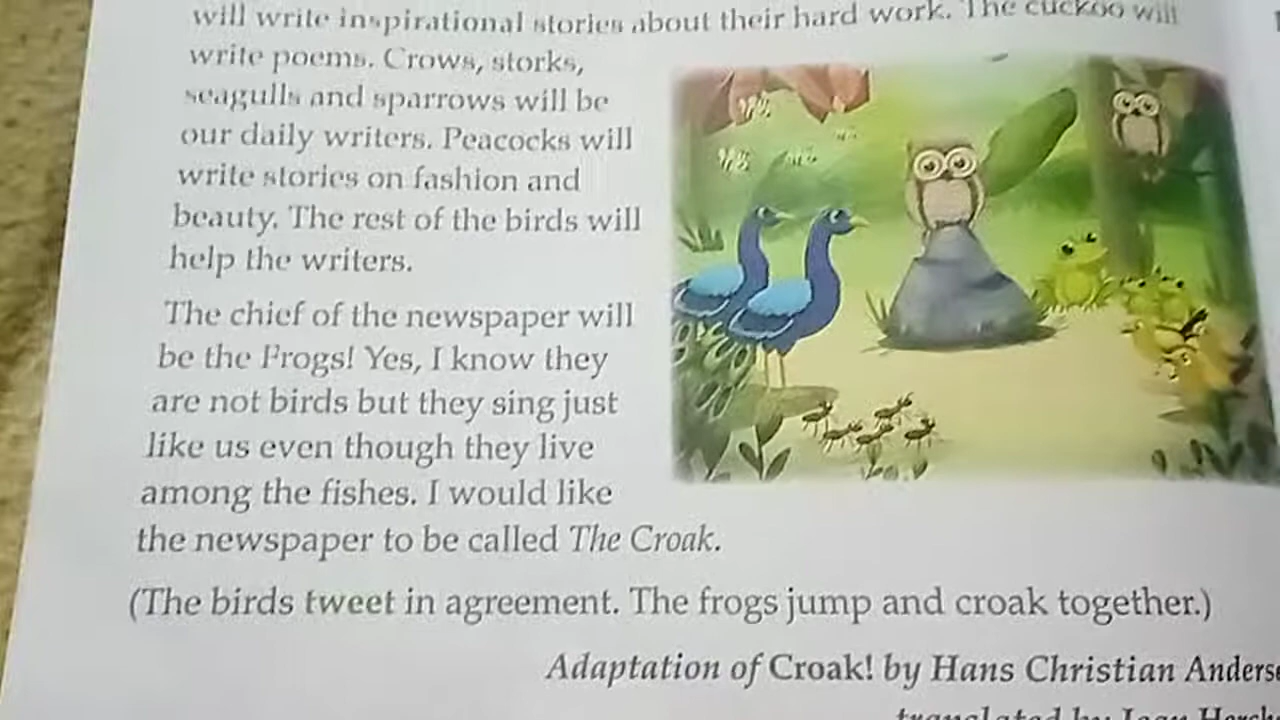 will write inspirational stories about their hard work. The cuckoo will
write poems. Crows, storks,
seagulls and sparrows will be
our daily writers. Peacocks will
write stories on fashion and
beauty. The rest of the birds will
help the writers.
The chief of the newspaper will
be the Frogs! Yes, I know they
are not birds but they sing just
like us even though they live
among the fishes. I would like
the newspaper to be called The Croak.
(The birds tweet in agreement. The frogs jump and croak together.)
Adaptation of Croak! by Hans Christian Anderse
translated by Jean